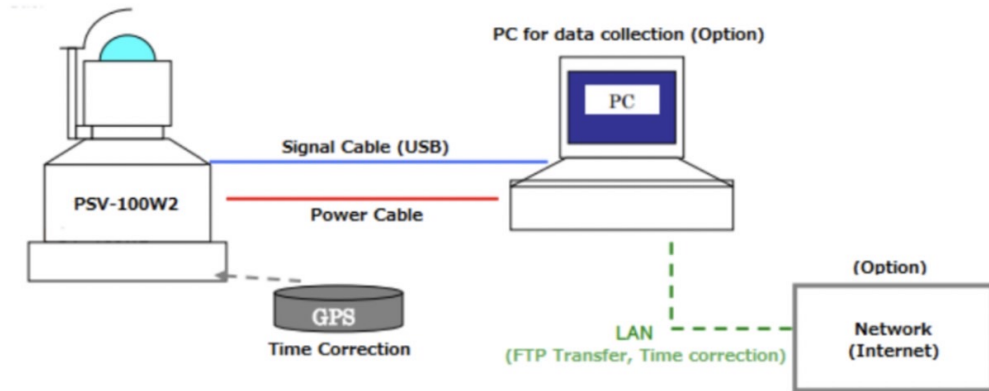 PC for data collection (Option)
PC
Signal Cable (USB)
PSV-100W2
Power Cable
GPS
Time Correction
(Option)
LAN
(FTP Transfer, Time correction)
Network
(Internet)